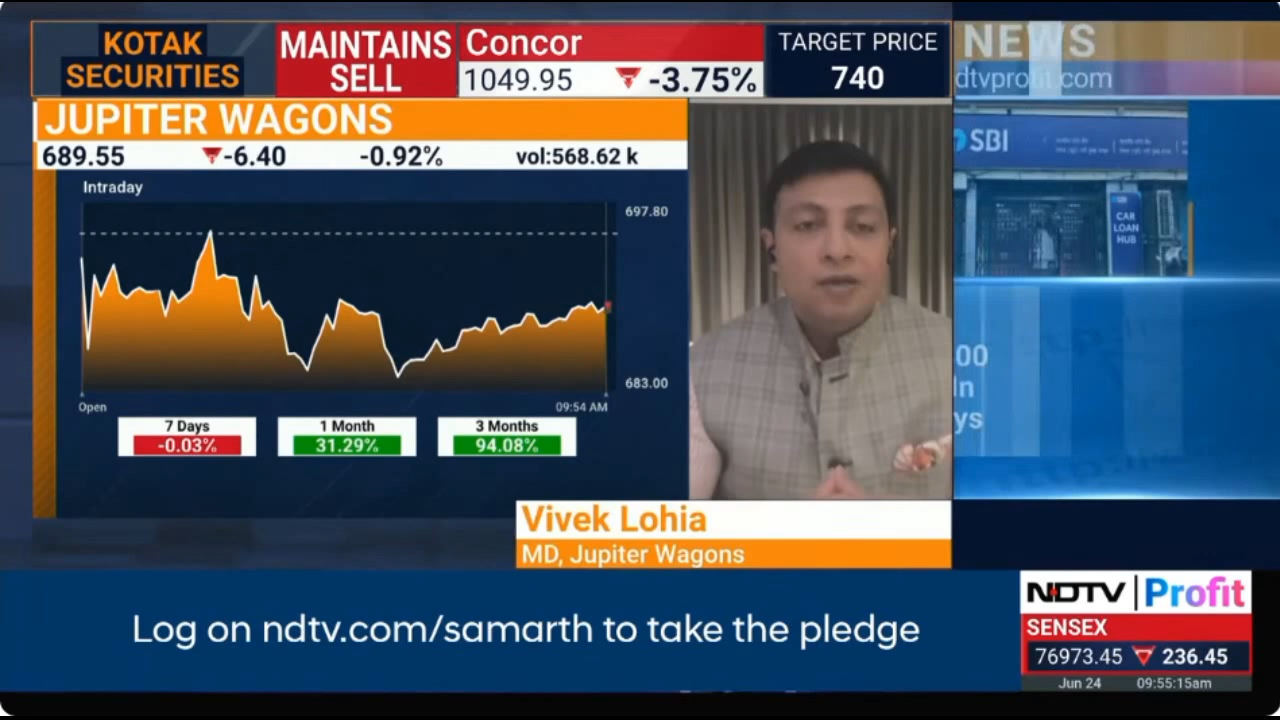 KOTAK
SECURITIES
MAINTAINS
SELL
Concor
1049.95 -3.75%
TARGET PRICE
740
NEWS
ndtvprofit.com
JUPITER WAGONS
689.55 -6.40 -0.92% vol:568.62 k
Intraday
697.80
683.00
Open 09:54 AM
7 Days
-0.03%
1 Month
31.29%
3 Months
94.08%
SBI
SBI
CAR
LOAN
HUB
00
In
ys
Vivek Lohia
MD, Jupiter Wagons
Log on ndtv.com/samarth to take the pledge
NDTV | Profit
SENSEX
76973.45 236.45
Jun 24 09:55:15am